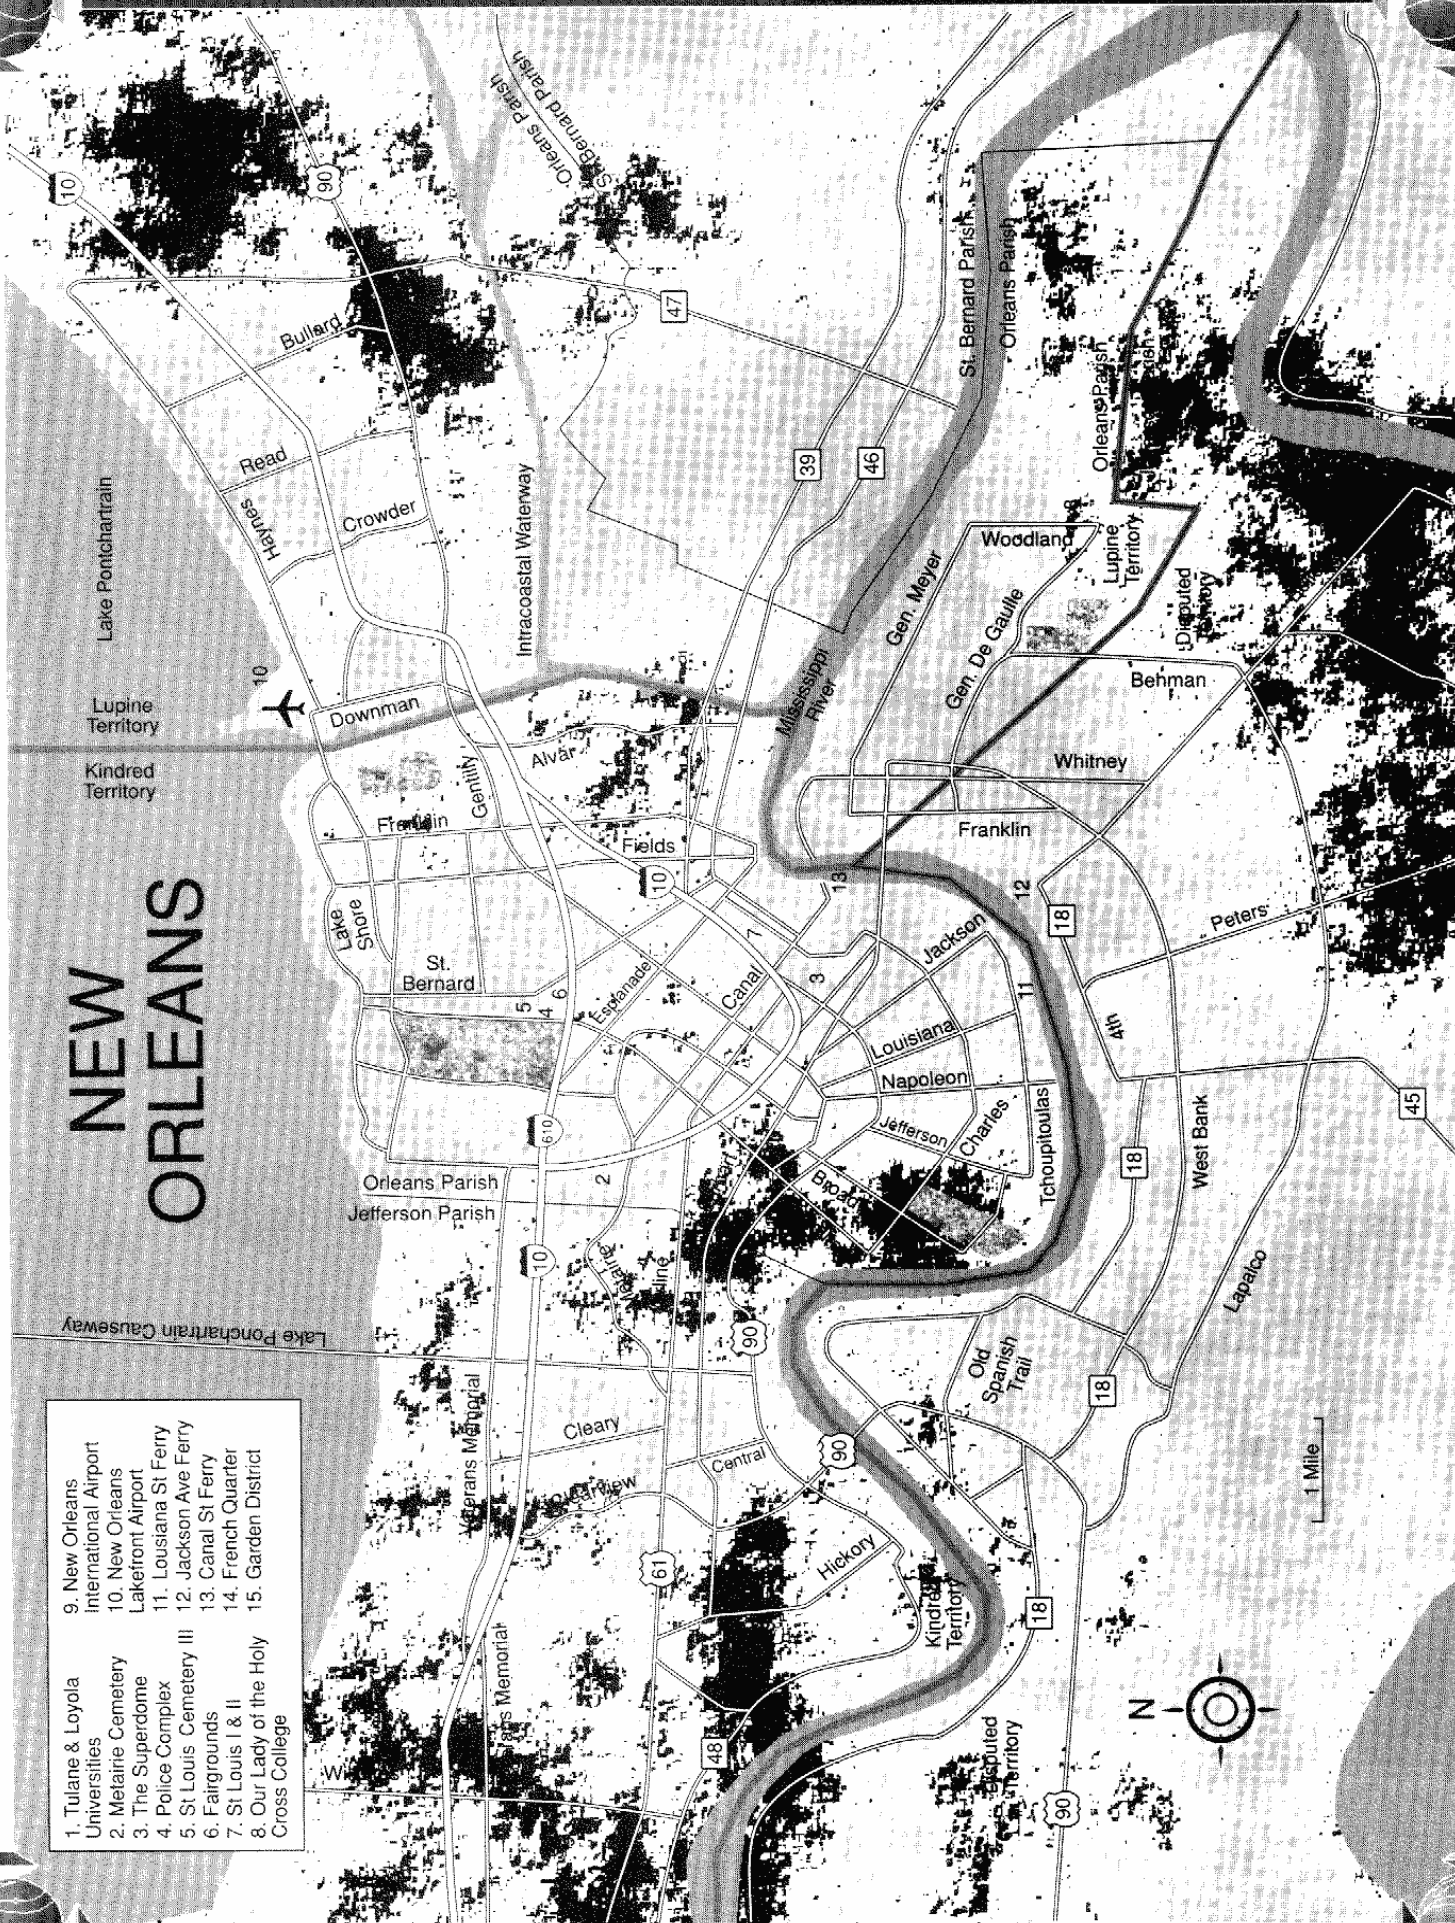 NEW
ORLEANS
1. Tulane & Loyola
Universities
2. Metairie Cemetery
3. The Superdome
4. Police Complex
5. St Louis Cemetery III
6. Fairgrounds
7. St Louis I & II
8. Our Lady of the Holy
Cross College
9. New Orleans
International Airport
10. New Orleans
Lakefront Airport
11. Lousiana St Ferry
12. Jackson Ave Ferry
13. Canal St Ferry
14. French Quarter
15. Garden District
Lake Ponchartrain Causeway
Kindred
Territory
Lupine
Territory
Lake Pontchartrain
10
Haynes
Read
Bullard
Crowder
10
90
Downman
Lake
Shore
Franklin
Gentilly
Alvar
Intracoastal Waterway
Orleans Parish
St. Bernard Parish
47
St.
Bernard
5
4
6
Esplanade
Fields
10
610
Orleans Parish
Jefferson Parish
10
2
Metairie
Veterans Memorial
Cleary
Clearview
Central
61
90
90
Hickory
48
Canal
7
3
13
Mississippi
River
39
46
St. Bernard Parish
Orleans Parish
Gen. Meyer
Woodland
8
Gen. De Gaulle
Lupine
Territory
Orleans Parish
Disputed
Territory
Behman
Whitney
Franklin
12
18
Peters
Jackson
Louisiana
Napoleon
Jefferson
Charles
Broad
11
Tchoupitoulas
4th
West Bank
18
45
Lapalco
Old
Spanish
Trail
18
18
Kindred
Territory
Disputed
Territory
90
N
1 Mile